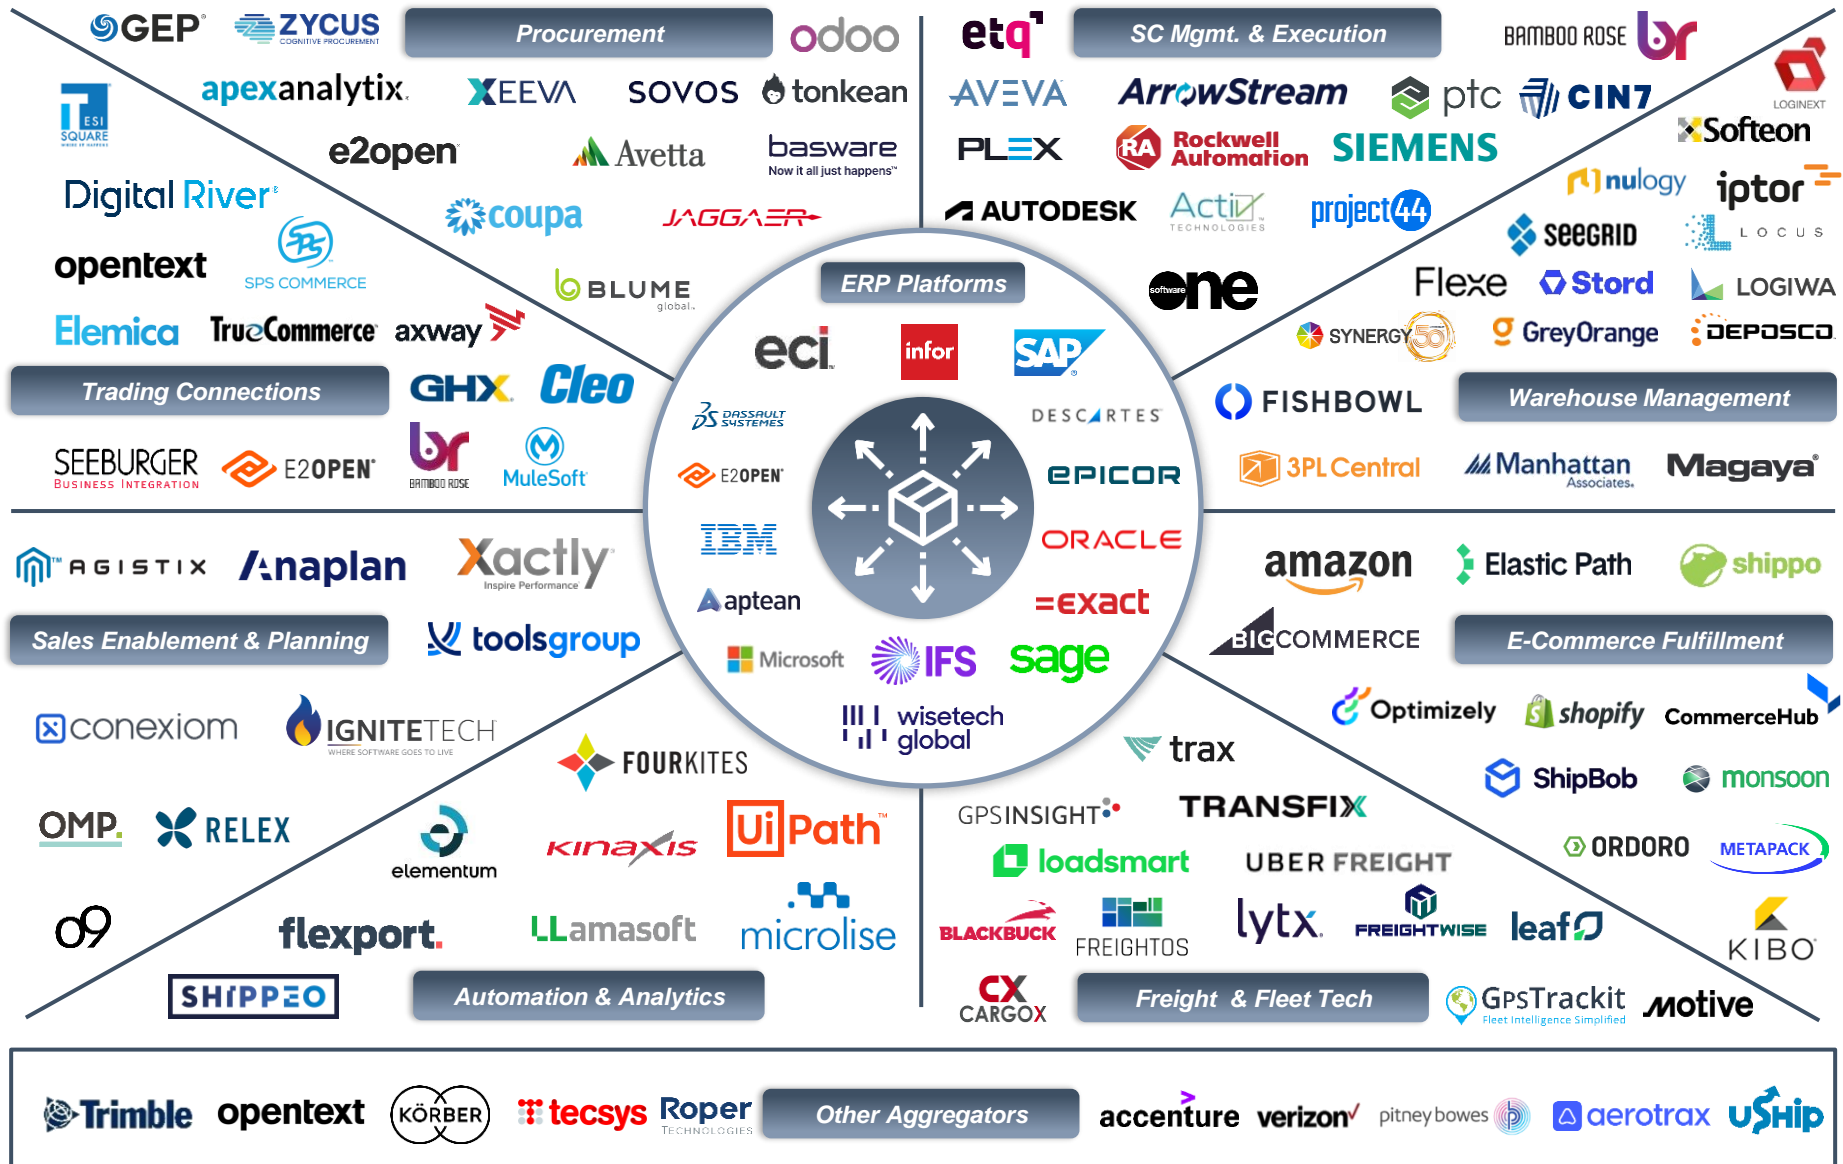 GEP
ZYCUS
COGNITIVE PROCUREMENT
Procurement
odoo
apexanalytix
XEEVA
SOVOS
tonkean
e2open
Avetta
basware
Now it all just happens™
coupa
JAGGAER
BLUME
global
etq
SC Mgmt. & Execution
BAMBOO ROSE
br
AVEVA
ArrowStream
ptc
CIN7
PLEX
RA
Rockwell
Automation
SIEMENS
AUTODESK
Activ
TECHNOLOGIES
project44
one
software
LOGINEXT
Softeon
nulogy
iptor
SEEGRID
LOCUS
Flexe
Stord
LOGIWA
SYNERGY
50
GreyOrange
DEPOSCO
FISHBOWL
Warehouse Management
3PL Central
Manhattan
Associates
Magaya
TESI
SQUARE
Digital River
opentext
SPS
SPS COMMERCE
Elemica
TrueCommerce
axway
Trading Connections
GHX
Cleo
SEEBURGER
BUSINESS INTEGRATION
E2OPEN
br
BAMBOO ROSE
MuleSoft
ERP Platforms
eci
infor
SAP
DASSAULT
SYSTEMES
DESCARTES
E2OPEN
EPICOR
IBM
ORACLE
aptean
=exact
Microsoft
IFS
sage
wisetech
global
AGISTIX
Anaplan
Xactly
Inspire Performance
Sales Enablement & Planning
toolsgroup
conexiom
IGNITETECH
WHERE SOFTWARE GOES TO LIVE
OMP
RELEX
o9
amazon
Elastic Path
shippo
BIGCOMMERCE
E-Commerce Fulfillment
Optimizely
shopify
CommerceHub
ShipBob
monsoon
ORDORO
METAPACK
KIBO
FOURKITES
elementum
KINAXIS
UiPath™
flexport.
LLamasoft
microlise
SHIPPEO
Automation & Analytics
trax
GPSINSIGHT
TRANSFIX
loadsmart
UBER FREIGHT
BLACKBUCK
FREIGHTOS
lytx
FREIGHTWISE
leaf
CX
CARGOX
Freight & Fleet Tech
GPSTrackit
Fleet Intelligence Simplified
motive
Trimble
opentext
KÖRBER
tecsys
Roper
TECHNOLOGIES
Other Aggregators
accenture
verizon
pitney bowes
aerotrax
uShip